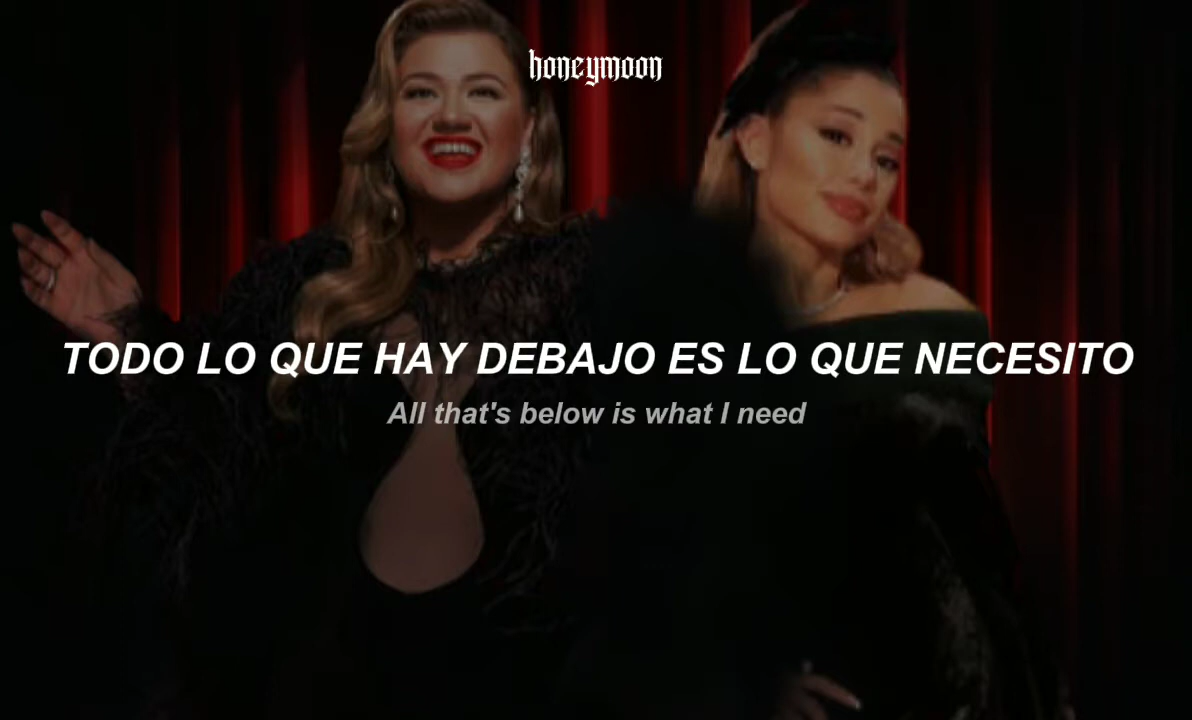 honeymoon
TODO LO QUE HAY DEBAJO ES LO QUE NECESITO
All that's below is what I need